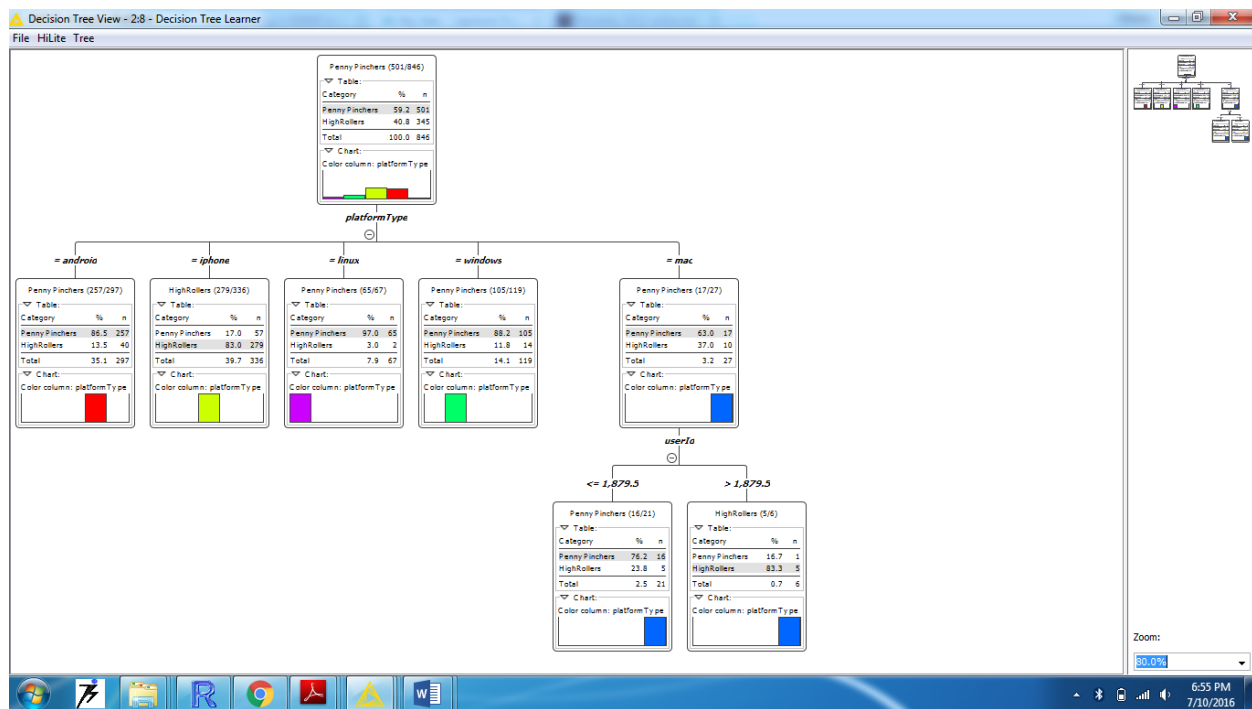 Decision Tree View - 2:8 - Decision Tree Learner
File HiLite Tree
Penny Pinchers (501/846)
Table:
Category % n
Penny Pinchers 59.2 501
HighRollers 40.8 345
Total 100.0 846
Chart:
Color column: platformType
platformType
= android
= iphone
= linux
= windows
= mac
Penny Pinchers (257/297)
Table:
Category % n
Penny Pinchers 86.5 257
HighRollers 13.5 40
Total 35.1 297
Chart:
Color column: platformType
HighRollers (279/336)
Table:
Category % n
Penny Pinchers 17.0 57
HighRollers 83.0 279
Total 39.7 336
Chart:
Color column: platformType
Penny Pinchers (65/67)
Table:
Category % n
Penny Pinchers 97.0 65
HighRollers 3.0 2
Total 7.9 67
Chart:
Color column: platformType
Penny Pinchers (105/119)
Table:
Category % n
Penny Pinchers 88.2 105
HighRollers 11.8 14
Total 14.1 119
Chart:
Color column: platformType
Penny Pinchers (17/27)
Table:
Category % n
Penny Pinchers 63.0 17
HighRollers 37.0 10
Total 3.2 27
Chart:
Color column: platformType
userId
<= 1,879.5
> 1,879.5
Penny Pinchers (16/21)
Table:
Category % n
Penny Pinchers 76.2 16
HighRollers 23.8 5
Total 2.5 21
Chart:
Color column: platformType
HighRollers (5/6)
Table:
Category % n
Penny Pinchers 16.7 1
HighRollers 83.3 5
Total 0.7 6
Chart:
Color column: platformType
Zoom:
80.0%
6:55 PM
7/10/2016